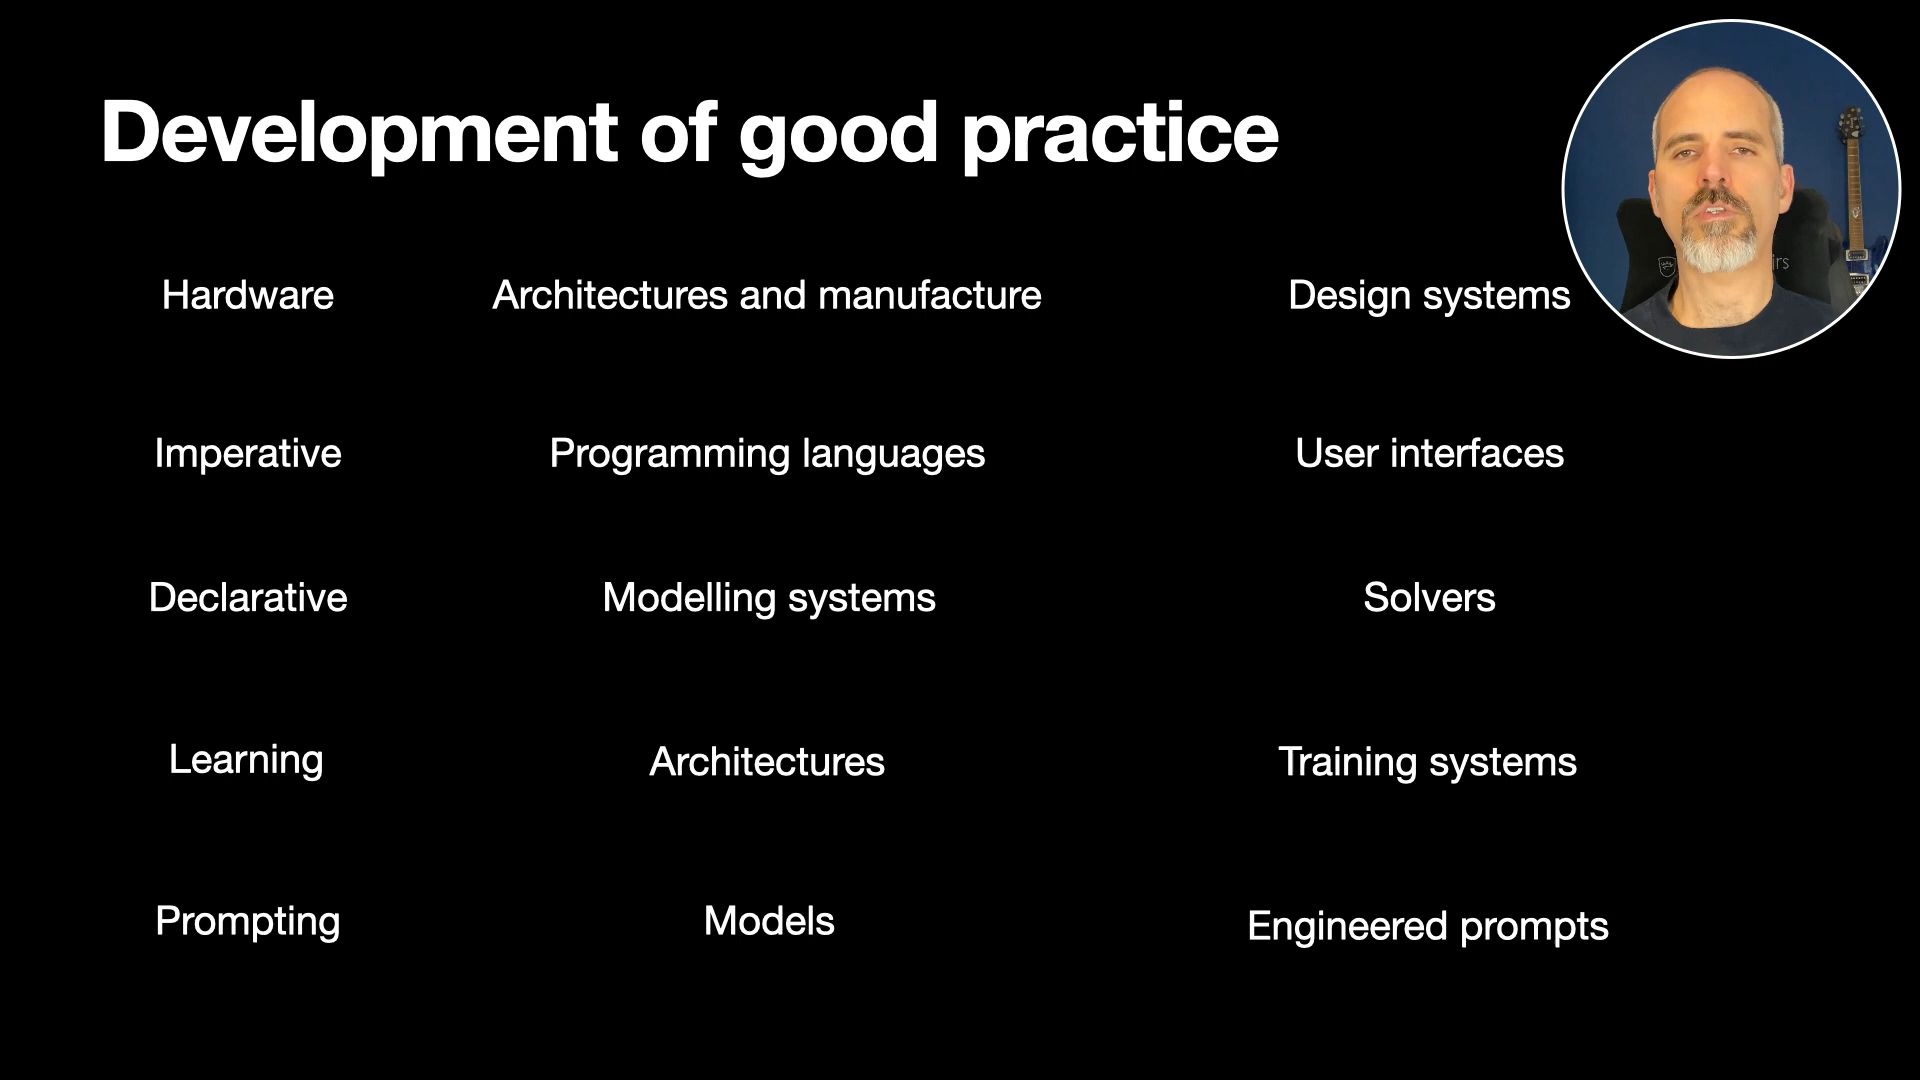 Development of good practice
Hardware Architectures and manufacture Design systems
Imperative Programming languages User interfaces
Declarative Modelling systems Solvers
Learning Architectures Training systems
Prompting Models Engineered prompts